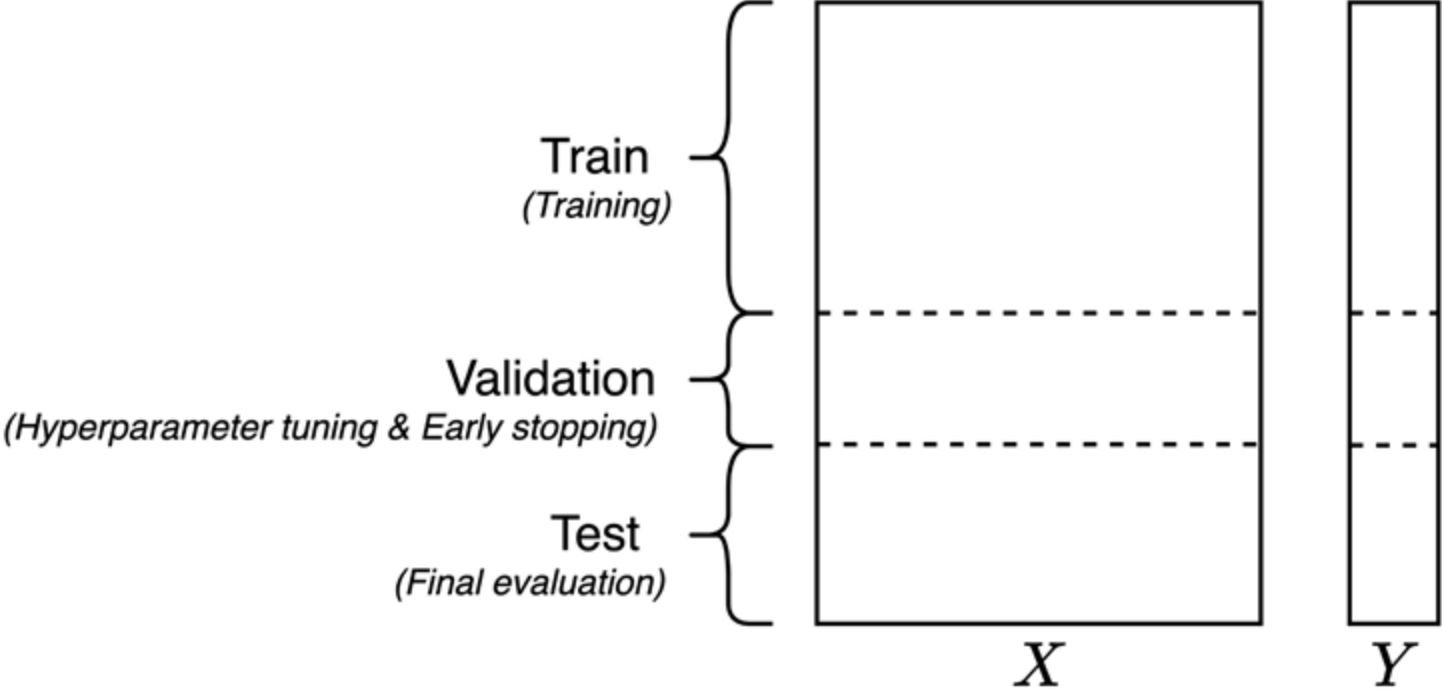 Train
(Training)
Validation
(Hyperparameter tuning & Early stopping)
Test
(Final evaluation)
X
Y